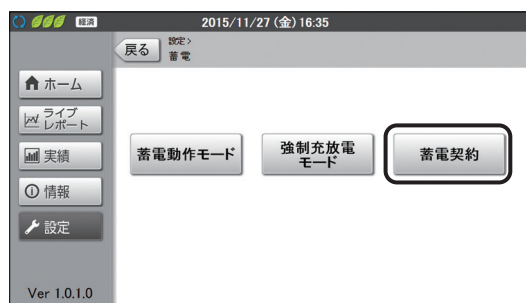 経済
2015/11/27 (金) 16:35
戻る
設定>
蓄電
ホーム
ライブ
レポート
実績
情報
設定
Ver 1.0.1.0
蓄電動作モード
強制充放電
モード
蓄電契約